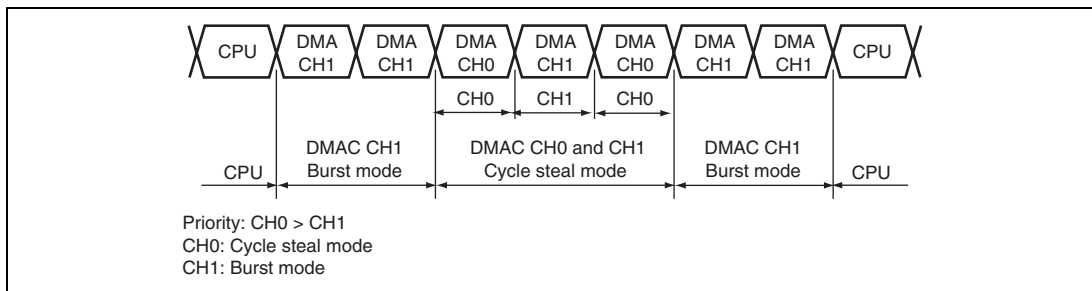 CPU DMA CH1 DMA CH1 DMA CH0 DMA CH1 DMA CH0 DMA CH1 DMA CH1 CPU
CH0 CH1 CH0
DMAC CH1 DMAC CH0 and CH1 DMAC CH1
CPU Burst mode Cycle steal mode Burst mode CPU
Priority: CH0 > CH1
CH0: Cycle steal mode
CH1: Burst mode